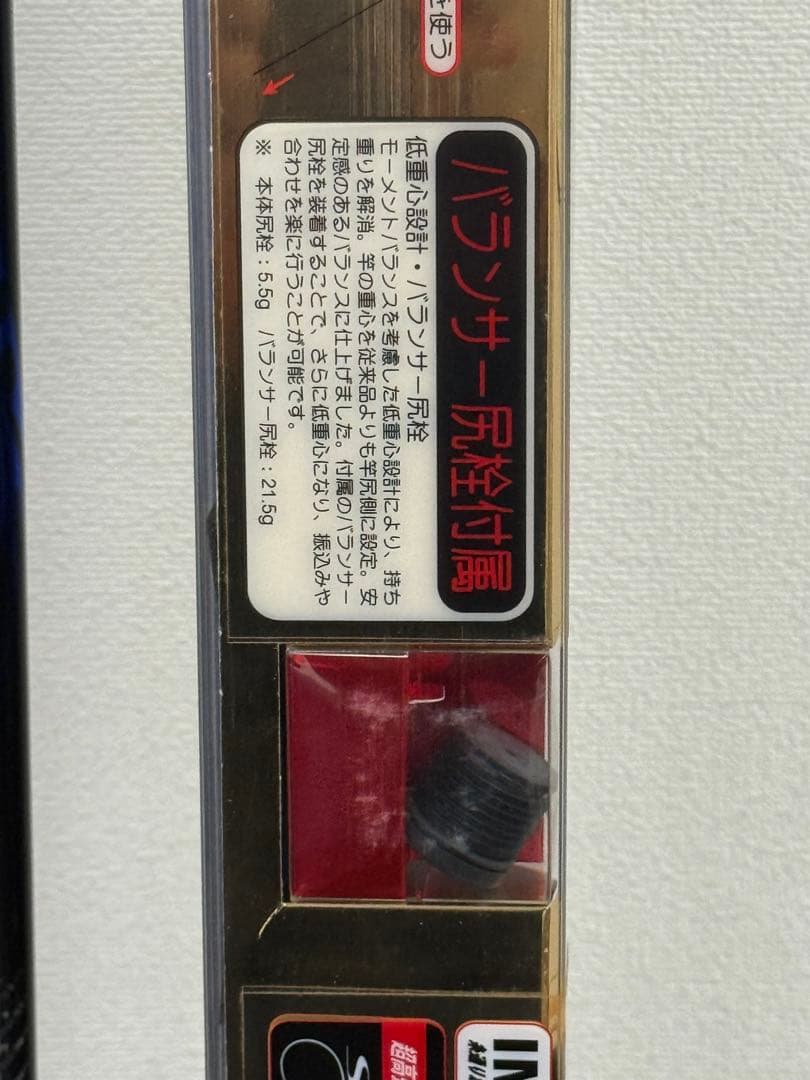 を使う
バランサー尻栓付属
低重心設計・バランサー尻栓
モーメントバランスを考慮した低重心設計により、持ち
重りを解消。竿の重心を従来品よりも竿尻側に設定。安
定感のあるバランスに仕上げました。付属のバランサー
尻栓を装着することで、さらに低重心になり、振込みや
合わせを楽に行うことが可能です。
※ 本体尻栓：5.5g バランサー尻栓：21.5g
超高